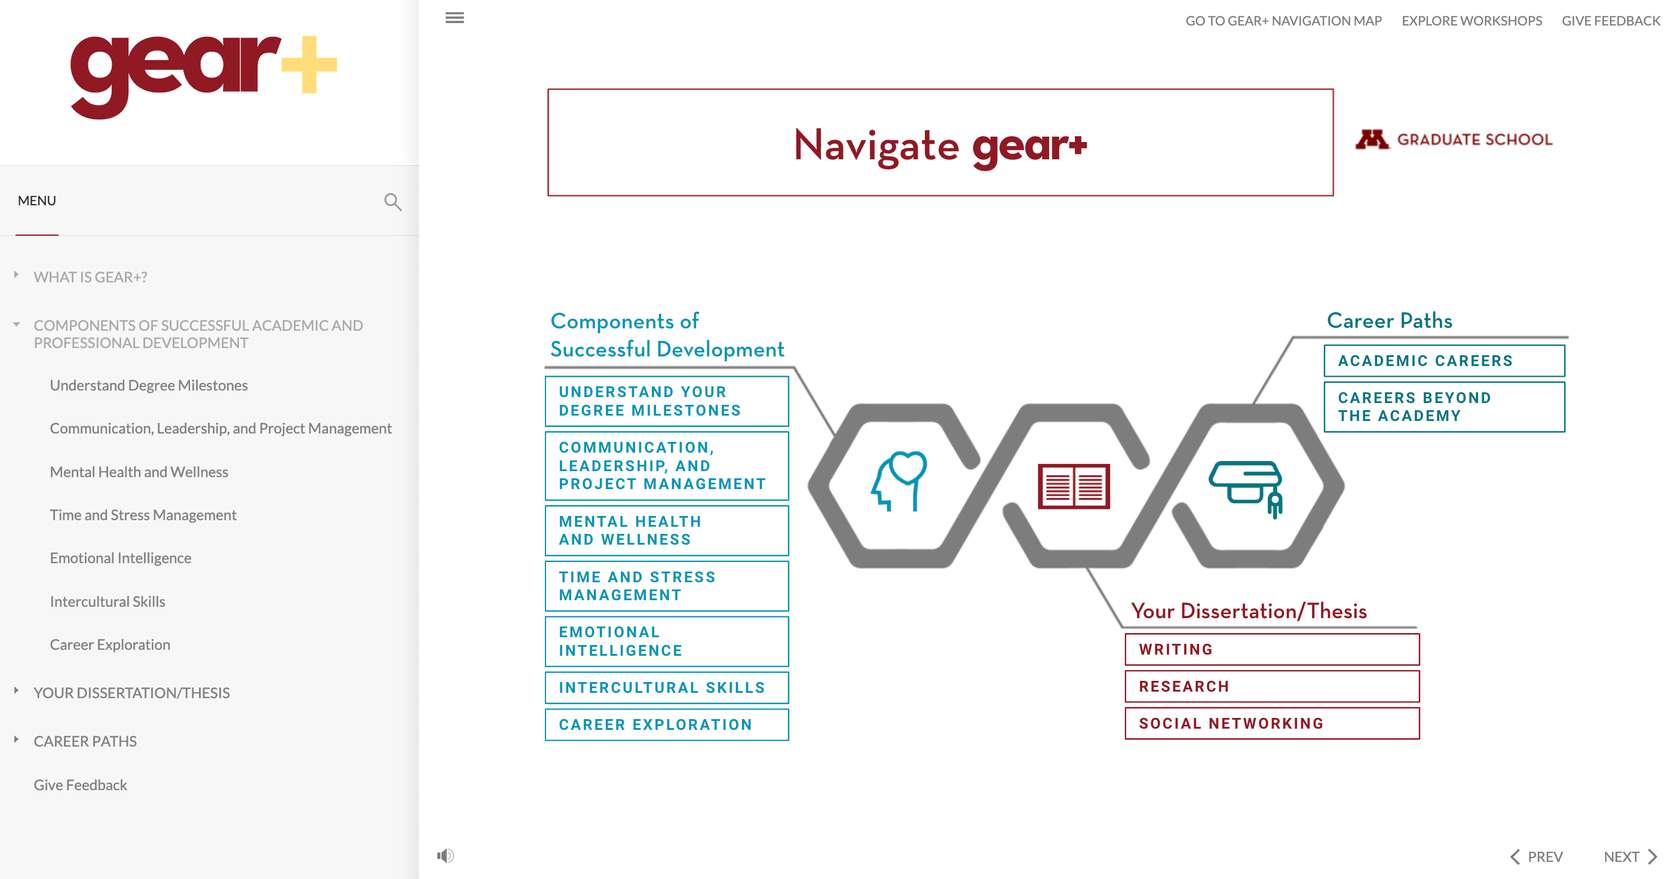 gear+
MENU
WHAT IS GEAR+?
COMPONENTS OF SUCCESSFUL ACADEMIC AND
PROFESSIONAL DEVELOPMENT
Understand Degree Milestones
Communication, Leadership, and Project Management
Mental Health and Wellness
Time and Stress Management
Emotional Intelligence
Intercultural Skills
Career Exploration
YOUR DISSERTATION/THESIS
CAREER PATHS
Give Feedback
GO TO GEAR+ NAVIGATION MAP
EXPLORE WORKSHOPS
GIVE FEEDBACK
Navigate gear+
M GRADUATE SCHOOL
Components of
Successful Development
UNDERSTAND YOUR
DEGREE MILESTONES
COMMUNICATION,
LEADERSHIP, AND
PROJECT MANAGEMENT
MENTAL HEALTH
AND WELLNESS
TIME AND STRESS
MANAGEMENT
EMOTIONAL
INTELLIGENCE
INTERCULTURAL SKILLS
CAREER EXPLORATION
Career Paths
ACADEMIC CAREERS
CAREERS BEYOND
THE ACADEMY
Your Dissertation/Thesis
WRITING
RESEARCH
SOCIAL NETWORKING
PREV
NEXT